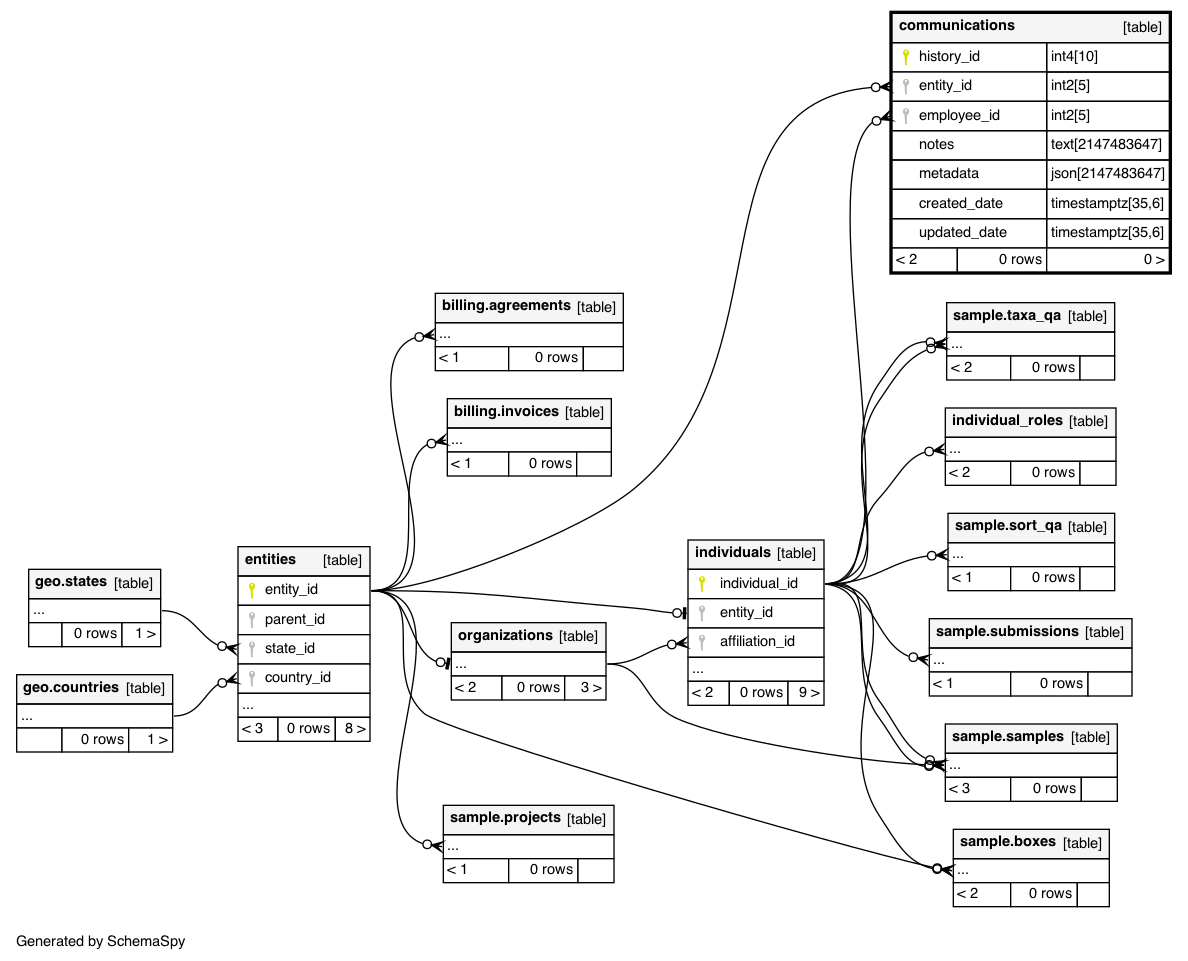 communications [table]
history_id int4[10]
entity_id int2[5]
employee_id int2[5]
notes text[2147483647]
metadata json[2147483647]
created_date timestamptz[35,6]
updated_date timestamptz[35,6]
< 2 0 rows 0 >
billing.agreements [table]
...
< 1 0 rows
billing.invoices [table]
...
< 1 0 rows
sample.taxa_qa [table]
...
< 2 0 rows
individual_roles [table]
...
< 2 0 rows
sample.sort_qa [table]
...
< 1 0 rows
geo.states [table]
...
0 rows 1 >
geo.countries [table]
...
0 rows 1 >
entities [table]
entity_id
parent_id
state_id
country_id
...
< 3 0 rows 8 >
organizations [table]
...
< 2 0 rows 3 >
individuals [table]
individual_id
entity_id
affiliation_id
...
< 2 0 rows 9 >
sample.submissions [table]
...
< 1 0 rows
sample.samples [table]
...
< 3 0 rows
sample.projects [table]
...
< 1 0 rows
sample.boxes [table]
...
< 2 0 rows
Generated by SchemaSpy